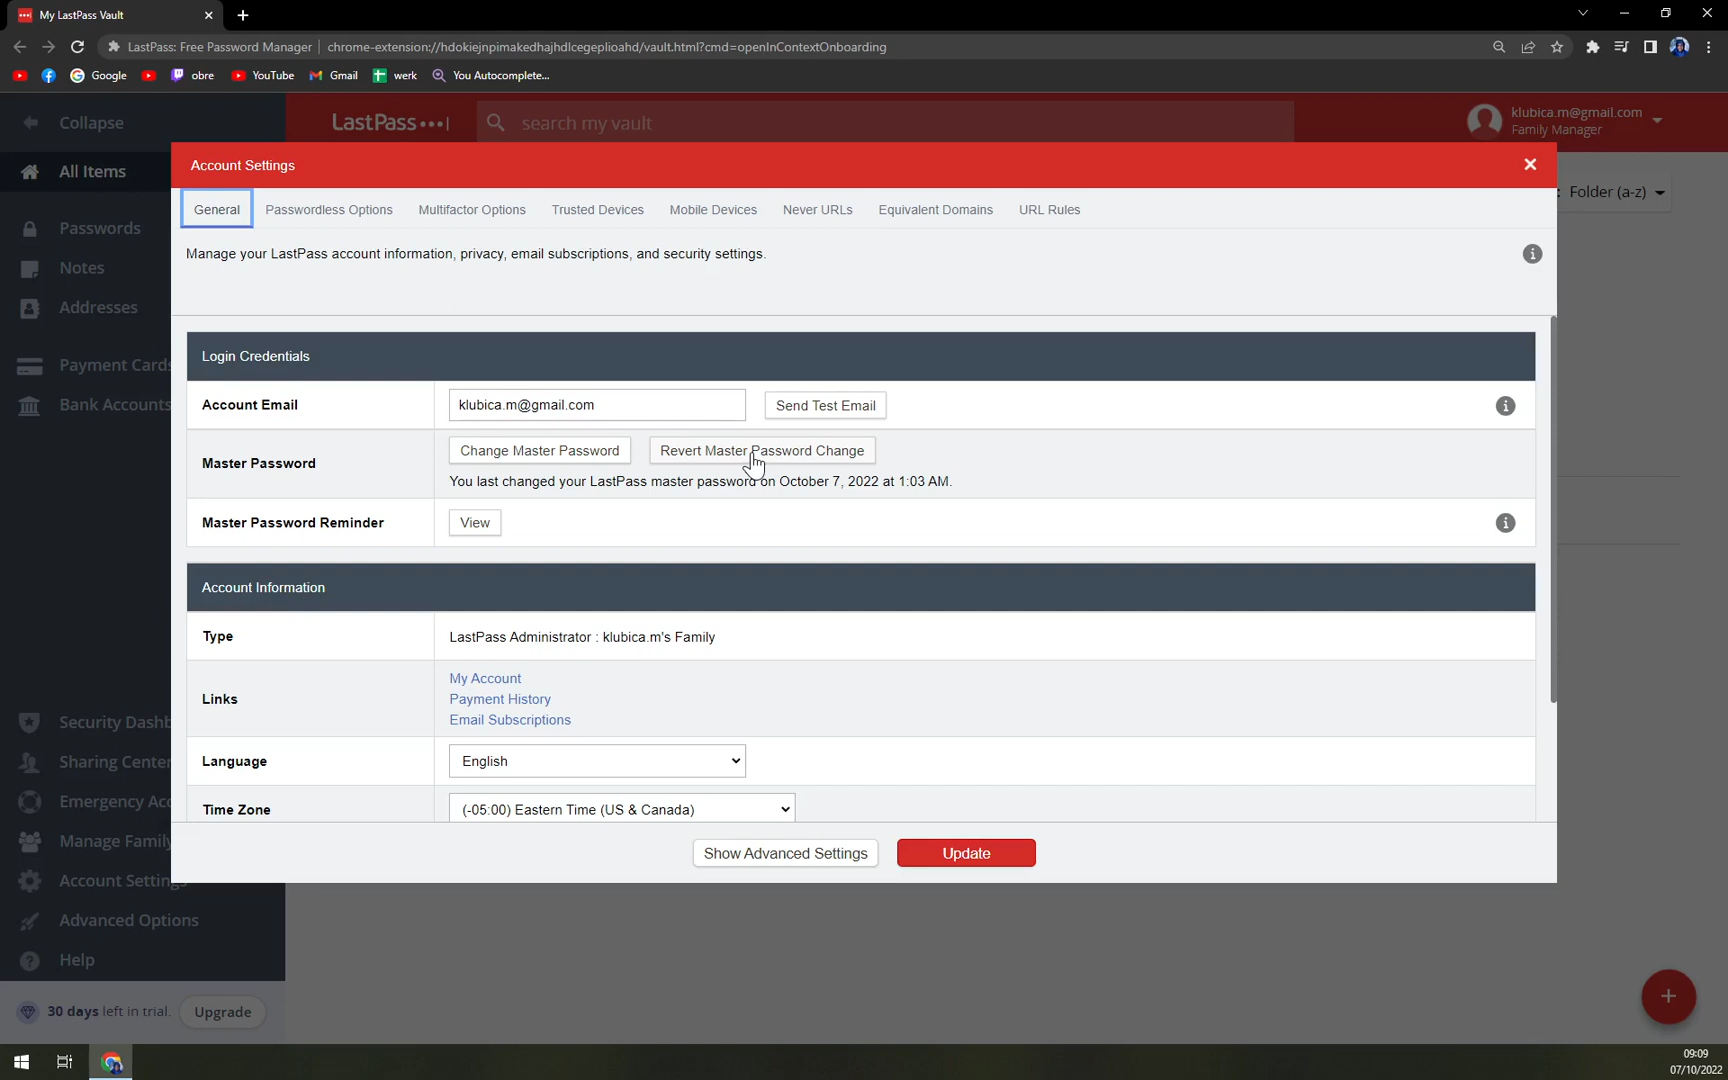 My LastPass Vault
LastPass: Free Password Manager | chrome-extension://hdokiejnpimakedhajhdlcegeplioahd/vault.html?cmd=openInContextOnboarding
Google obre YouTube Gmail werk You Autocomplete...
Collapse
LastPass•••|
search my vault
klubica.m@gmail.com
Family Manager
Account Settings
All Items
Folder (a-z)
General Passwordless Options Multifactor Options Trusted Devices Mobile Devices Never URLs Equivalent Domains URL Rules
Passwords
Manage your LastPass account information, privacy, email subscriptions, and security settings.
Notes
Addresses
Login Credentials
Payment Cards
Account Email klubica.m@gmail.com Send Test Email
Bank Accounts
Master Password Change Master Password Revert Master Password Change
You last changed your LastPass master password on October 7, 2022 at 1:03 AM.
Master Password Reminder View
Account Information
Type LastPass Administrator : klubica.m's Family
Links My Account
Payment History
Email Subscriptions
Security Dashb
Language English
Sharing Center
Time Zone (-05:00) Eastern Time (US & Canada)
Emergency Acc
Manage Family
Show Advanced Settings Update
Account Settings
Advanced Options
Help
30 days left in trial. Upgrade
+
09:09
07/10/2022